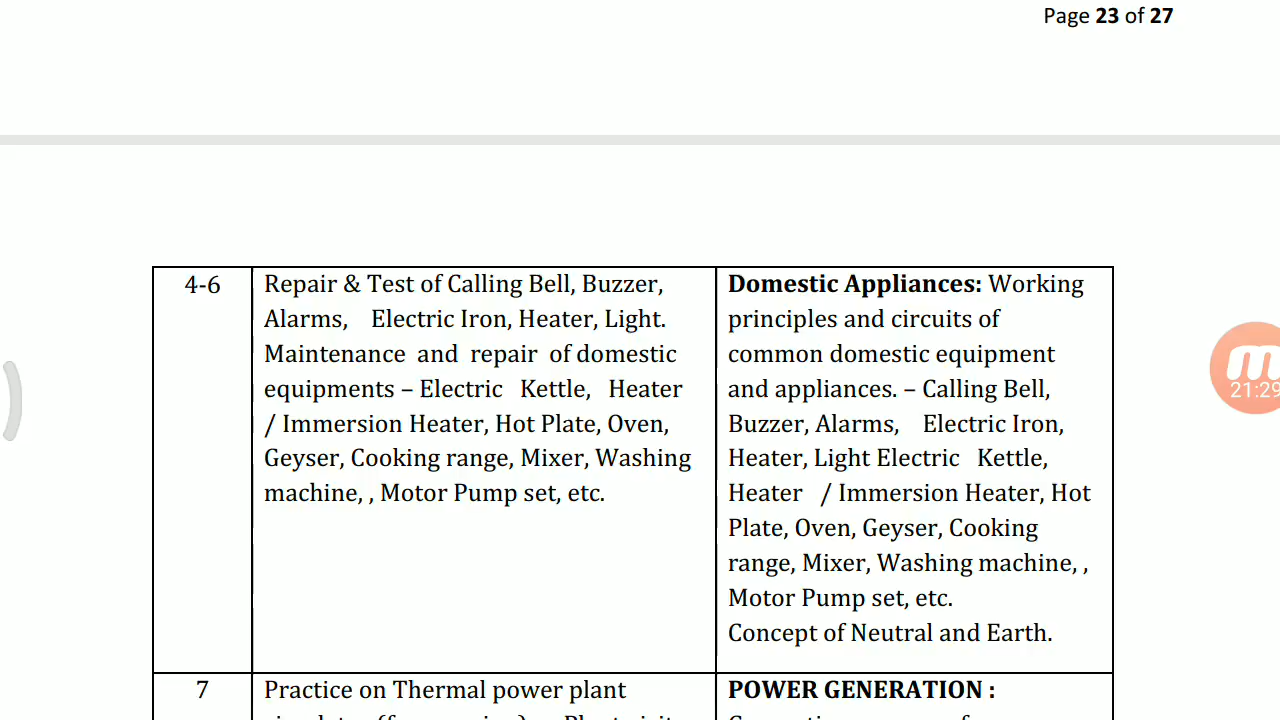 Page 23 of 27
4-6
Repair & Test of Calling Bell, Buzzer,
Alarms, Electric Iron, Heater, Light.
Maintenance and repair of domestic
equipments – Electric Kettle, Heater
/ Immersion Heater, Hot Plate, Oven,
Geyser, Cooking range, Mixer, Washing
machine, , Motor Pump set, etc.
Domestic Appliances: Working
principles and circuits of
common domestic equipment
and appliances. – Calling Bell,
Buzzer, Alarms, Electric Iron,
Heater, Light Electric Kettle,
Heater / Immersion Heater, Hot
Plate, Oven, Geyser, Cooking
range, Mixer, Washing machine, ,
Motor Pump set, etc.
Concept of Neutral and Earth.
7
Practice on Thermal power plant
POWER GENERATION :
21:29